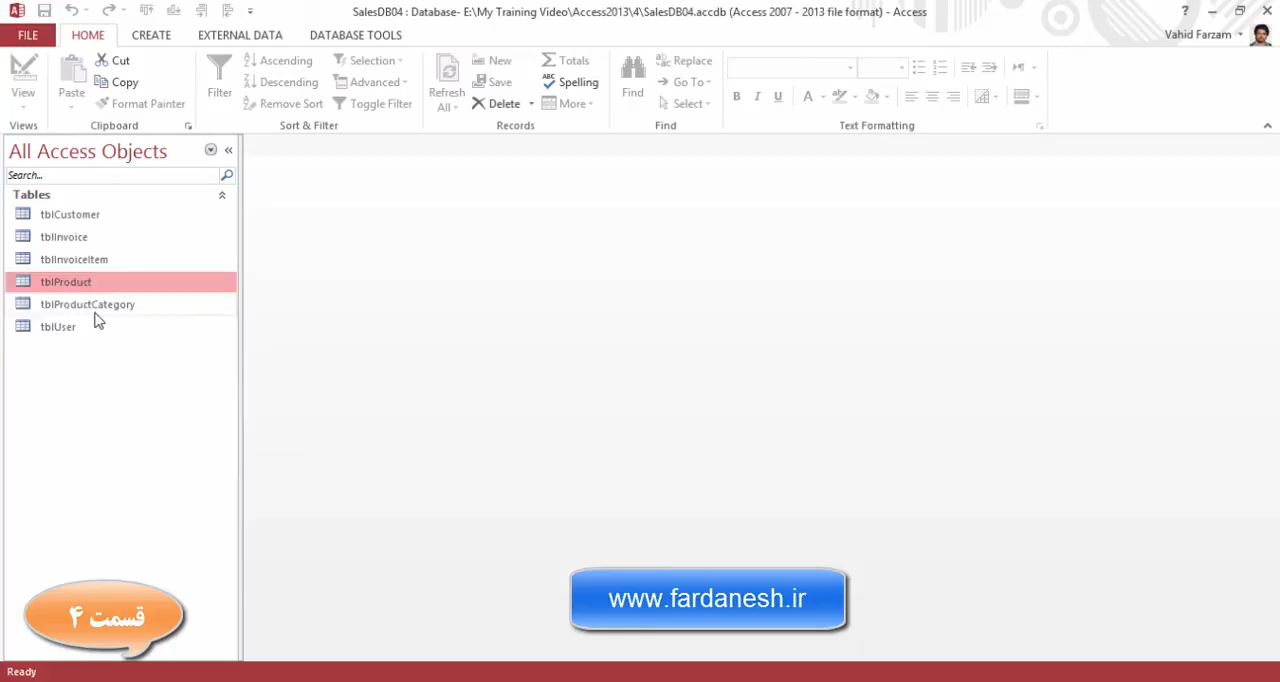 SalesDB04 : Database- E:\My Training Video\Access2013\4\SalesDB04.accdb (Access 2007 - 2013 file format) - Access
?
FILE HOME CREATE EXTERNAL DATA DATABASE TOOLS Vahid Farzam
View
Views
Paste
Cut
Copy
Format Painter
Clipboard
Filter
Ascending
Descending
Remove Sort
Selection
Advanced
Toggle Filter
Sort & Filter
Refresh
All
New
Save
Delete
Totals
ABC
Spelling
More
Records
Find
Replace
Go To
Select
Find
B I U A
Text Formatting
All Access Objects
Search...
Tables
tblCustomer
tblInvoice
tblInvoiceItem
tblProduct
tblProductCategory
tblUser
قسمت ۴
www.fardanesh.ir
Ready